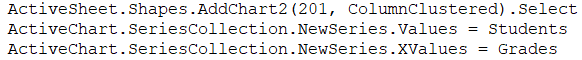 ActiveSheet.Shapes.AddChart2(201, ColumnClustered).Select
ActiveChart.SeriesCollection.NewSeries.Values = Students
ActiveChart.SeriesCollection.NewSeries.XValues = Grades